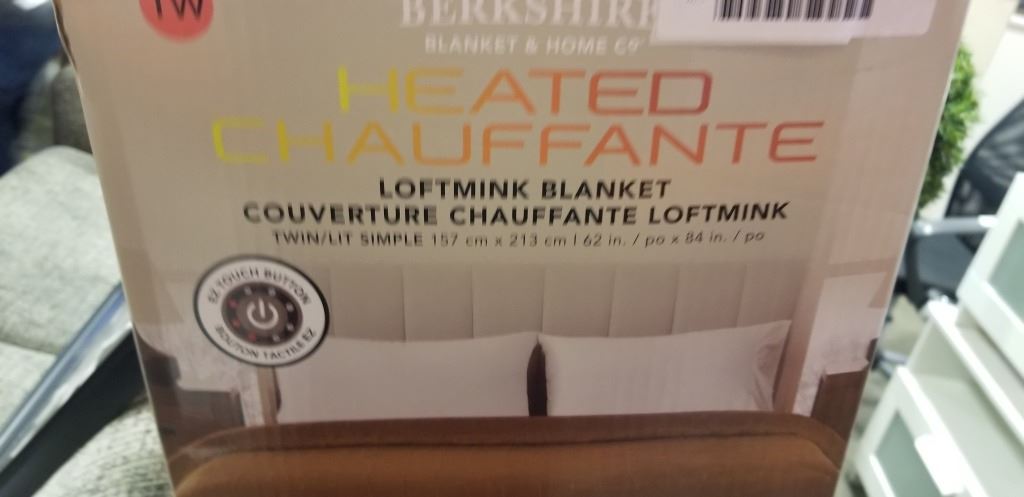 TW
BERKSHIRE
BLANKET & HOME Cº
HEATED
CHAUFFANTE
LOFTMINK BLANKET
COUVERTURE CHAUFFANTE LOFTMINK
TWIN/LIT SIMPLE 157 cm x 213 cm | 62 in. / po x 84 in. / po
EZ TOUCH BUTTON
BOUTON TACTILE EZ